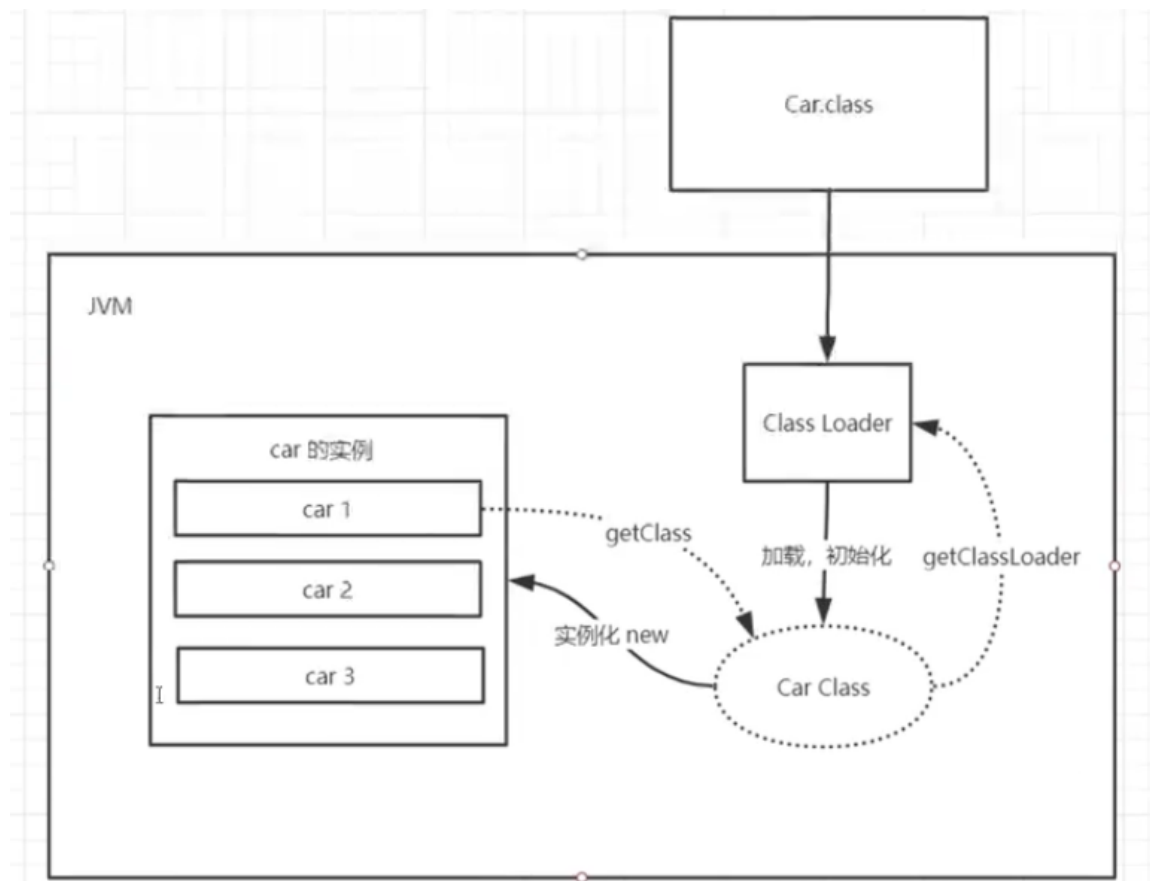 Car.class
JVM
Class Loader
car 的实例
car 1
getClass
加载，初始化
getClassLoader
car 2
实例化 new
car 3
Car Class